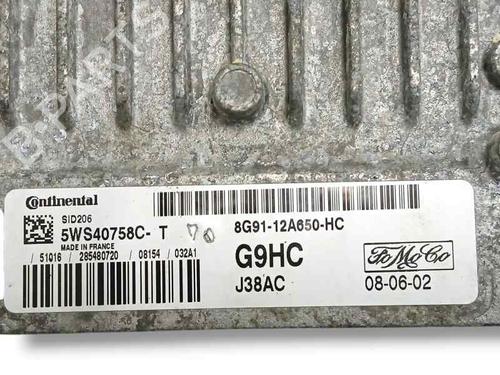 B-PARTS
Continental
SID206
5WS40758C- T 70
MADE IN FRANCE
/ 51016 / 285480720 / 08154 / 032A1
8G91-12A650-HC
G9HC
J38AC
FoMoCo
08-06-02